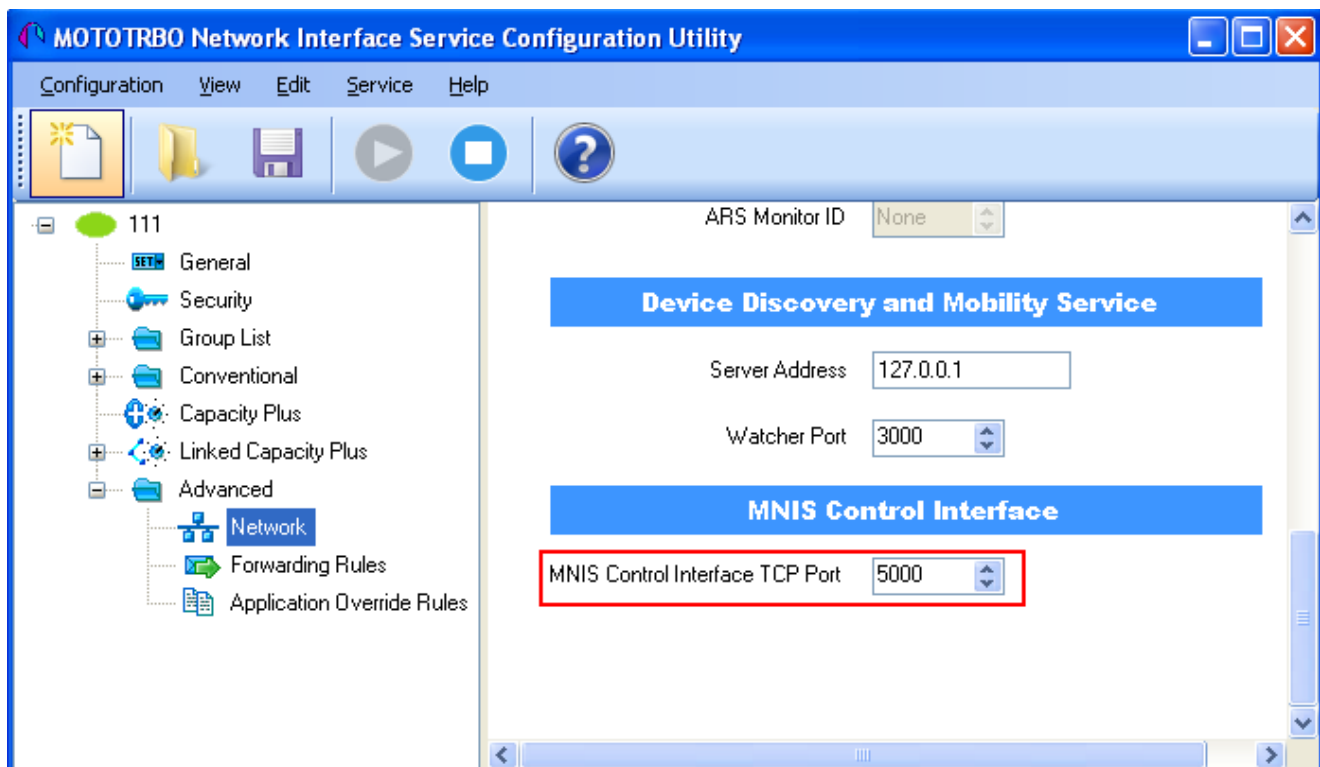 MOTOTRBO Network Interface Service Configuration Utility
Configuration View Edit Service Help
111
SET
General
Security
Group List
Conventional
Capacity Plus
Linked Capacity Plus
Advanced
Network
Forwarding Rules
Application Override Rules
ARS Monitor ID None
Device Discovery and Mobility Service
Server Address 127.0.0.1
Watcher Port 3000
MNIS Control Interface
MNIS Control Interface TCP Port 5000